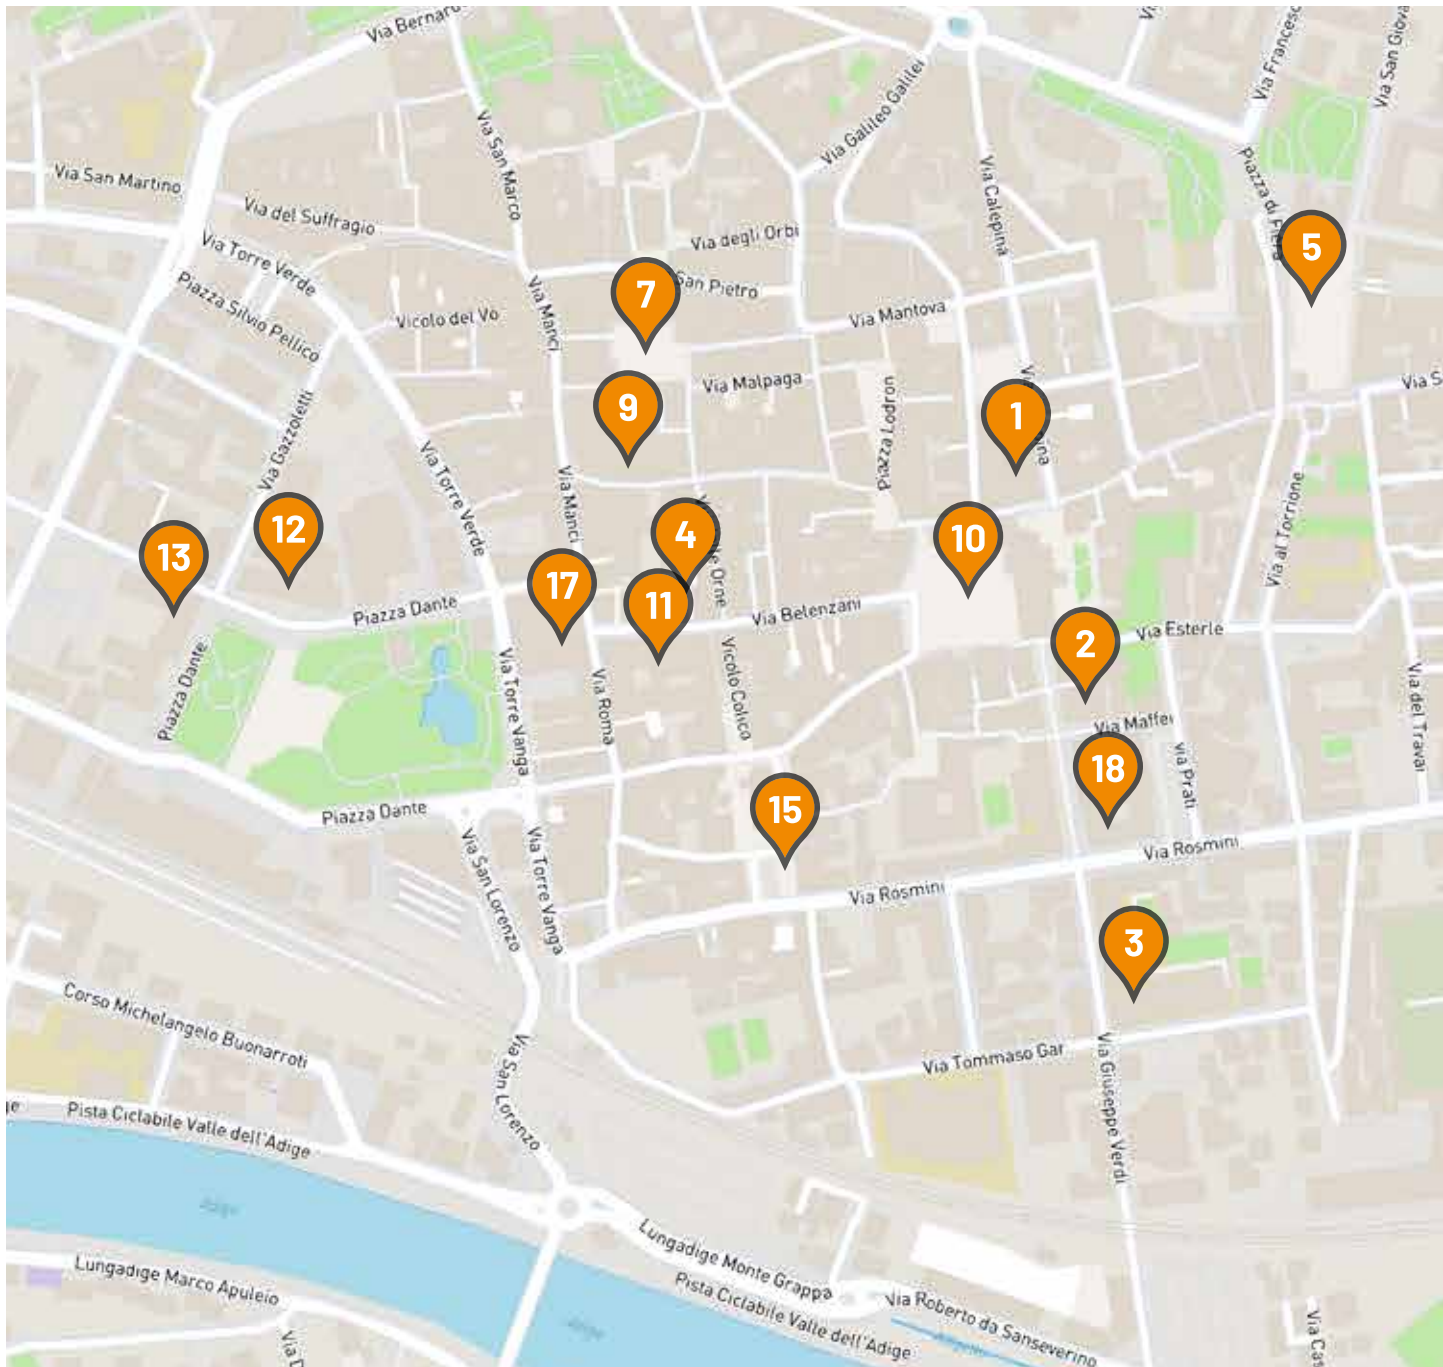 Via Bernar
Via San Marco
Via Galileo Galilei
Via Francesc
Via San Giova
Via San Martino
Via del Suffragio
Via Calepina
Piazza di Fiera
Via Torre Verde
Via degli Orbi
5
7
San Pietro
Piazza Silvio Pellico
Vicolo del Vò
Via Manci
Via Mantova
Via Malpaga
Via S
9
1
Piazza Lodron
Via Gazzoletti
Via Torre Verde
Via Manci
Via al Torrione
12
13
4
10
17
11
Piazza Dante
Via Belenzani
2
Via Esterle
Piazza Dante
Via Torre Vanga
Via Roma
Vicolo Colico
Via Maffei
Via del Travai
18
via Prati
15
Piazza Dante
Via San Lorenzo
Via Torre Vanga
Via Rosmini
Via Rosmini
3
Corso Michelangelo Buonarroti
Via San Lorenzo
Via Tommaso Gar
Via Giuseppe Verdi
Pista Ciclabile Valle dell'Adige
Lungadige Monte Grappa
Lungadige Marco Apuleio
Pista Ciclabile Valle dell'Adige
Via Roberto da Sanseverino
Via Cas